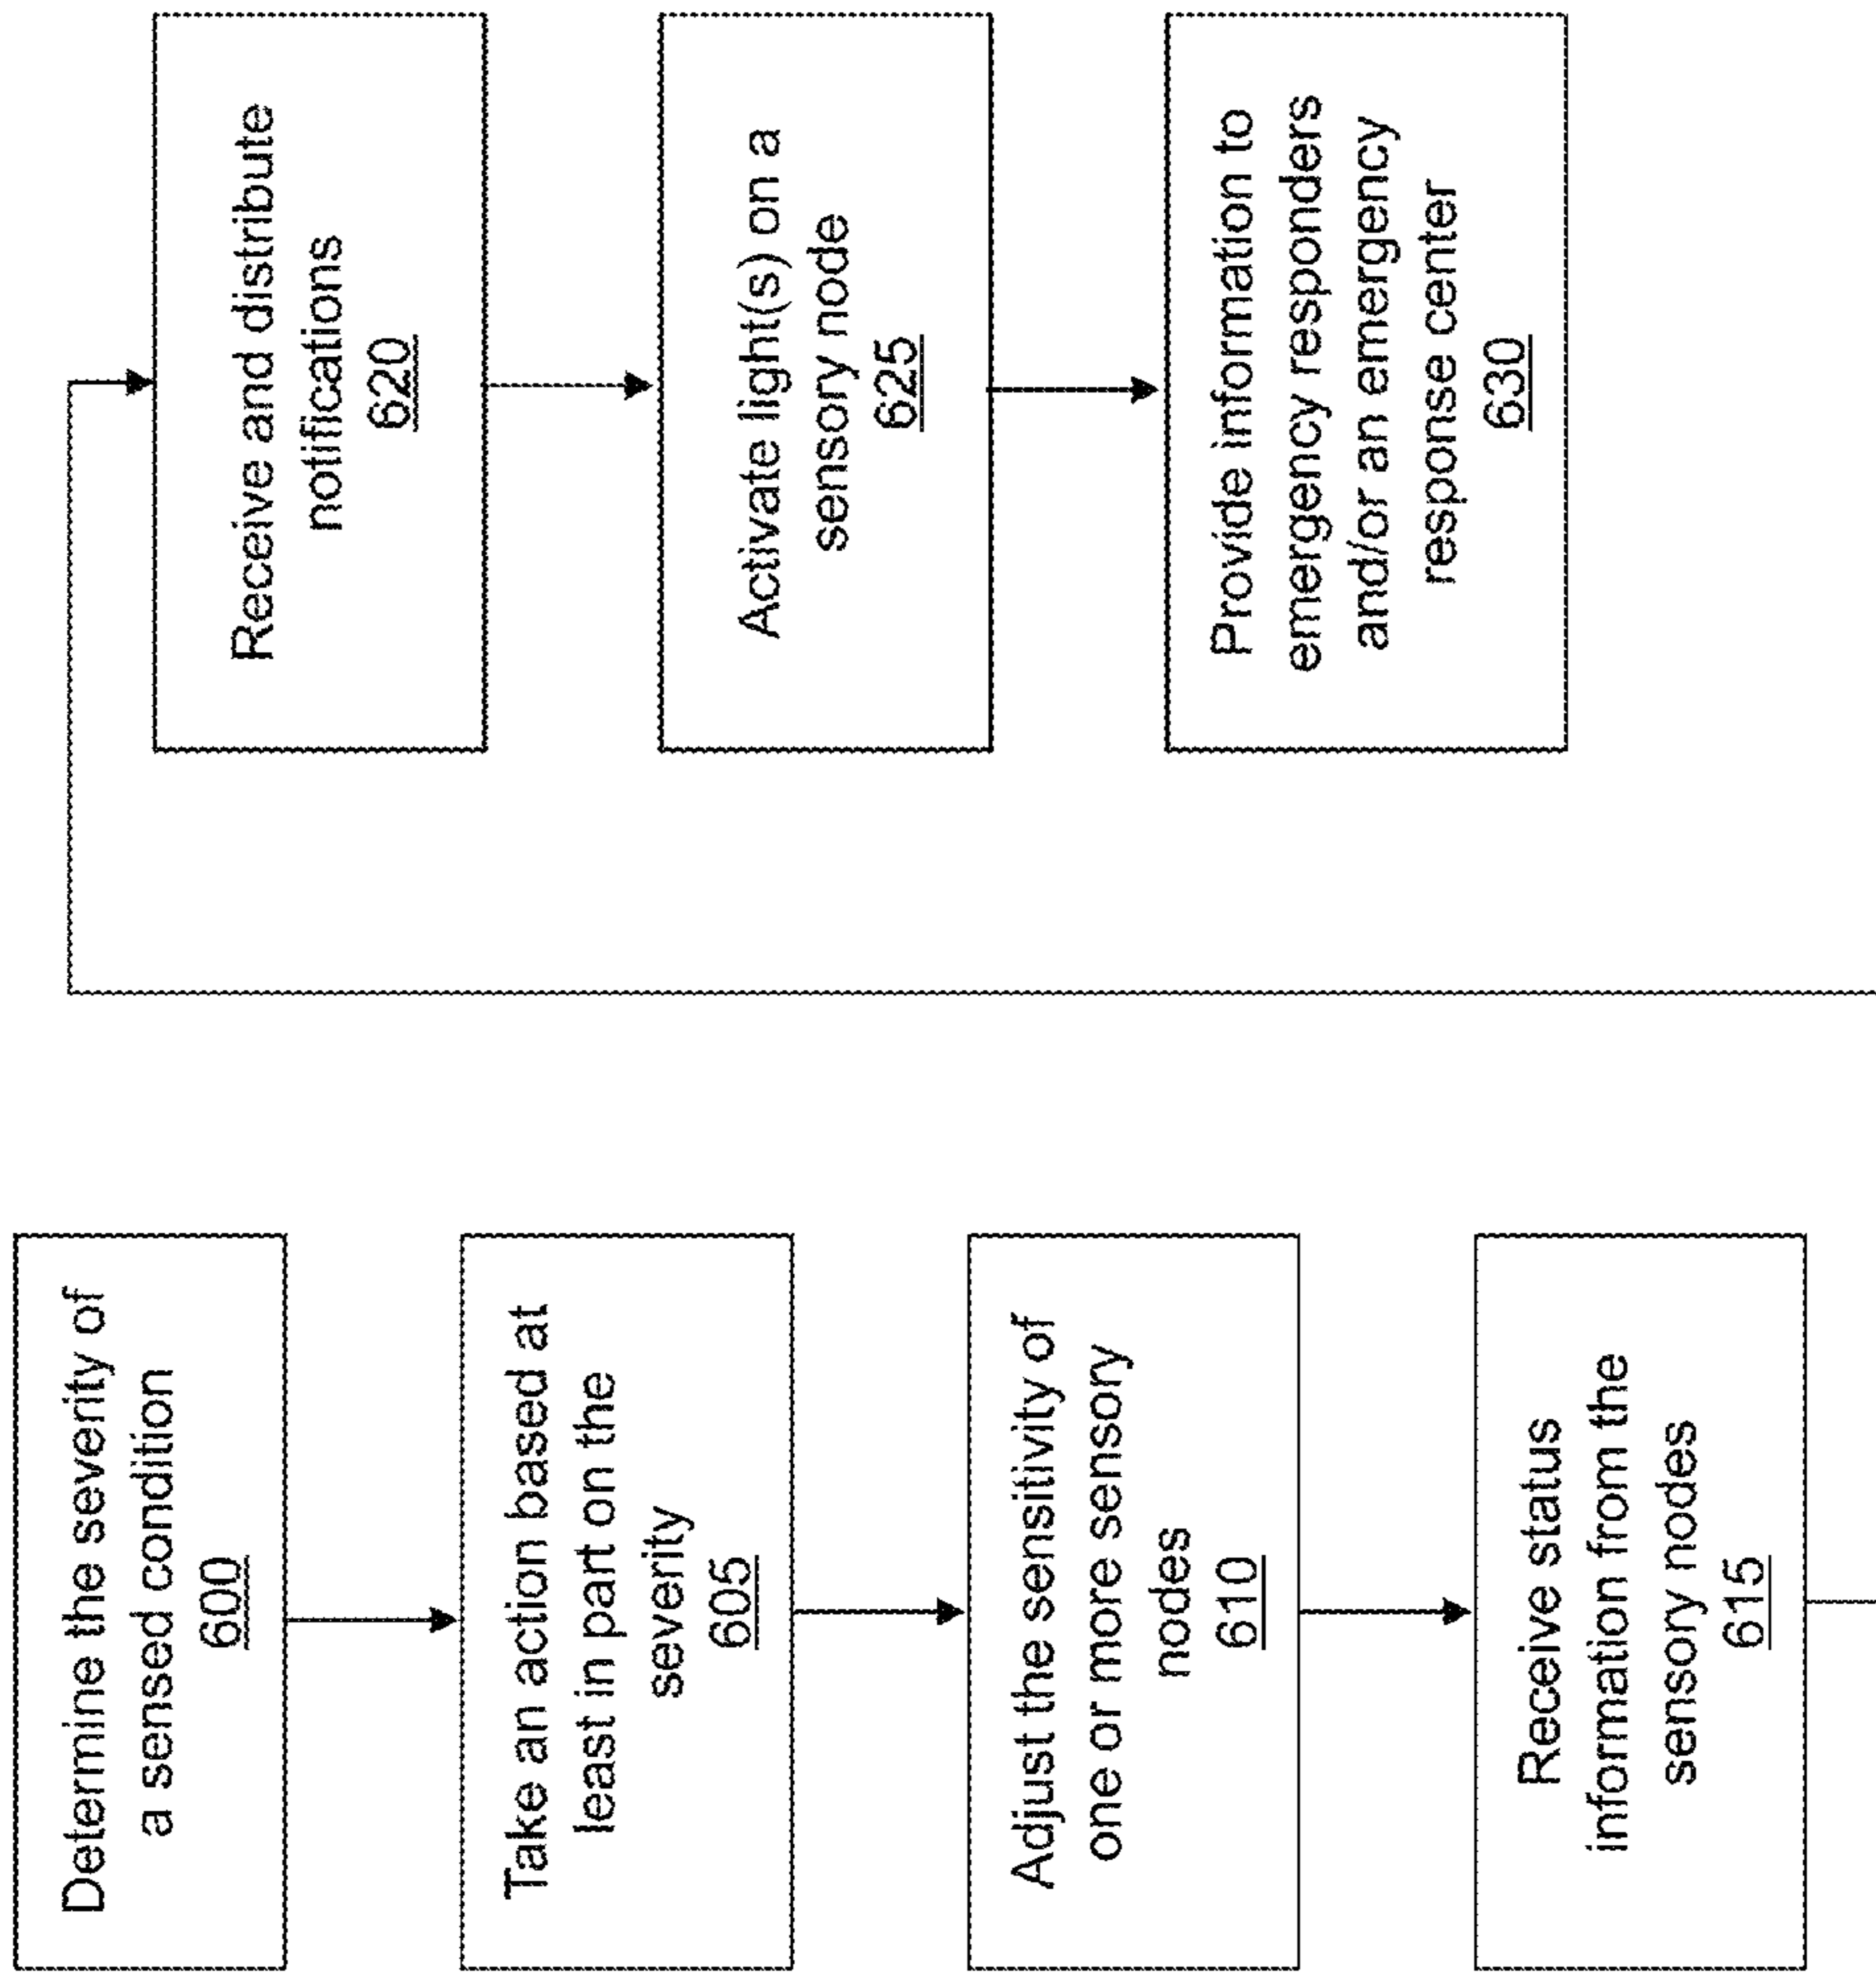 Determine the severity of
a sensed condition
600
Take an action based at
least in part on the
severity
605
Adjust the sensitivity of
one or more sensory
nodes
610
Receive status
information from the
sensory nodes
615
Receive and distribute
notifications
620
Activate light(s) on a
sensory node
625
Provide information to
emergency responders
and/or an emergency
response center
630